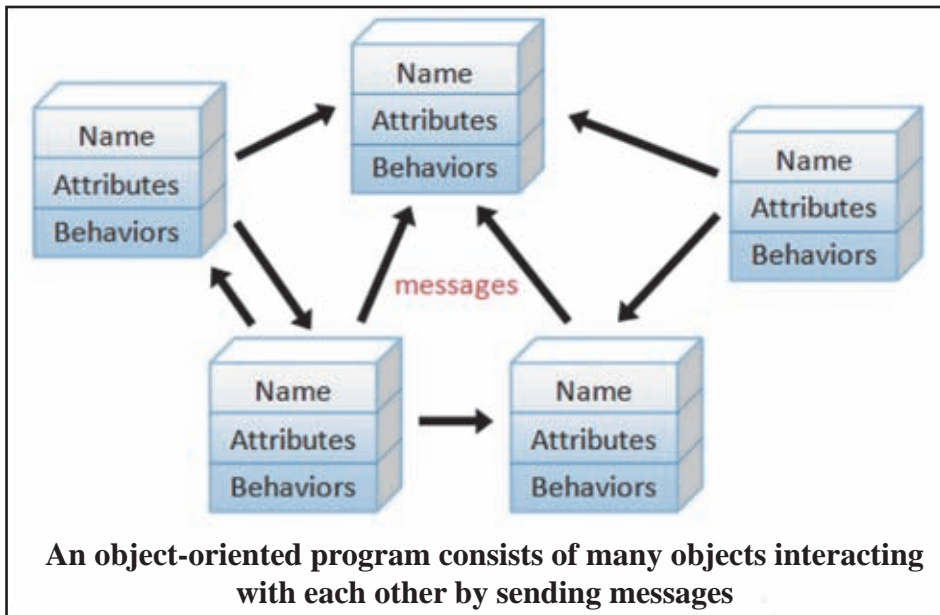 Name
Attributes
Behaviors
Name
Attributes
Behaviors
Name
Attributes
Behaviors
messages
Name
Attributes
Behaviors
Name
Attributes
Behaviors
An object-oriented program consists of many objects interacting
with each other by sending messages